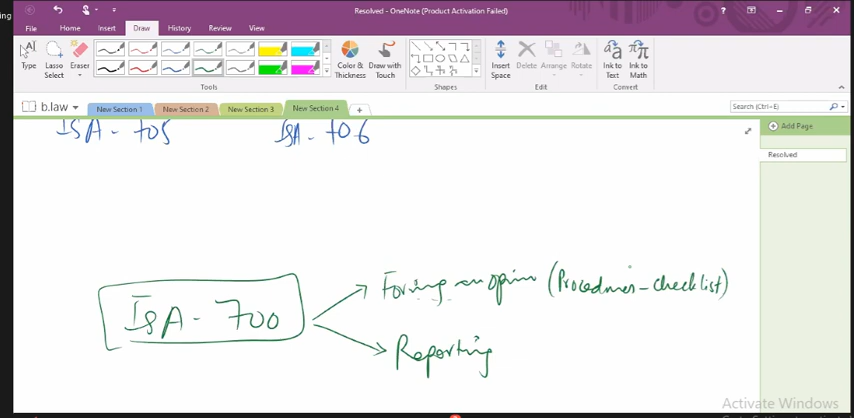 ing
Resolved - OneNote (Product Activation Failed)
File Home Insert Draw History Review View
Type Lasso Select Eraser Color & Thickness Draw with Touch Insert Space Delete Arrange Rotate Ink to Text Ink to Math
Tools Shapes Edit Convert
b.law New Section 1 New Section 2 New Section 3 New Section 4 Search (Ctrl+E)
Add Page
Resolved
ISA - 705 ISA - 706
ISA - 700
Forming an opinion (Procedures - checklist)
Reporting
Activate Windows